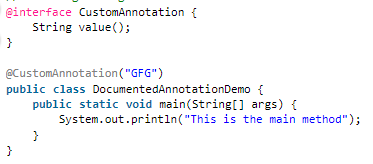 @interface CustomAnnotation {
    String value();
}

@CustomAnnotation("GFG")
public class DocumentedAnnotationDemo {
    public static void main(String[] args) {
        System.out.println("This is the main method");
    }
}